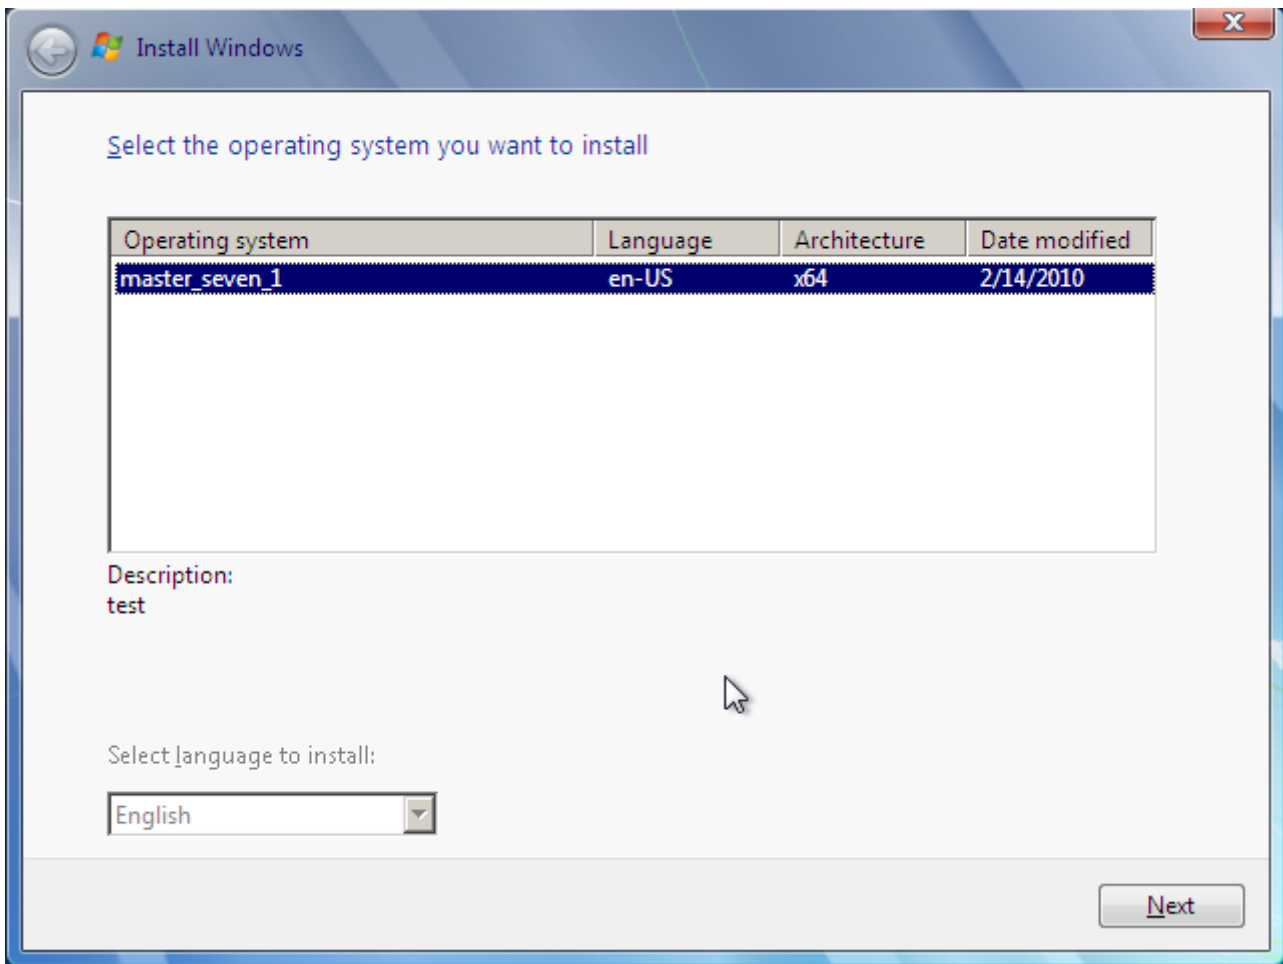 Install Windows
Select the operating system you want to install
Operating system Language Architecture Date modified
master_seven_1 en-US x64 2/14/2010
Description:
test
Select language to install:
English
Next